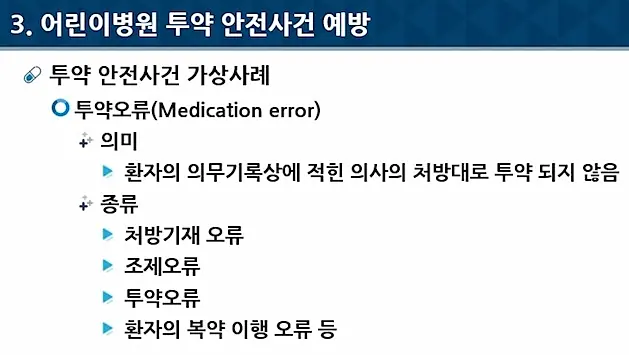 3. 어린이병원 투약 안전사건 예방
투약 안전사건 가상사례
투약오류(Medication error)
의미
환자의 의무기록상에 적힌 의사의 처방대로 투약 되지 않음
종류
처방기재 오류
조제오류
투약오류
환자의 복약 이행 오류 등